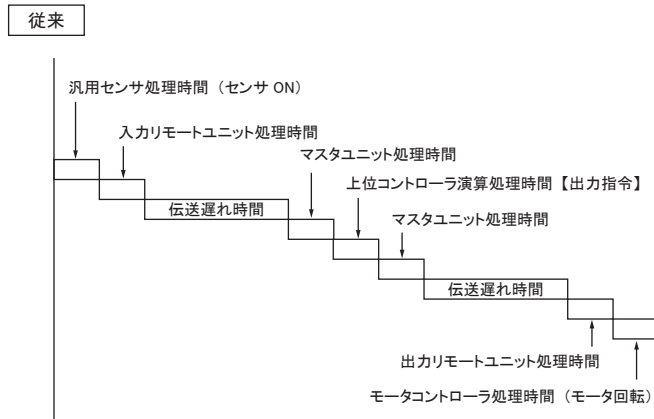 従来
汎用センサ処理時間（センサ ON）
入力リモートユニット処理時間
マスタユニット処理時間
上位コントローラ演算処理時間【出力指令】
伝送遅れ時間
マスタユニット処理時間
伝送遅れ時間
出力リモートユニット処理時間
モータコントローラ処理時間（モータ回転）